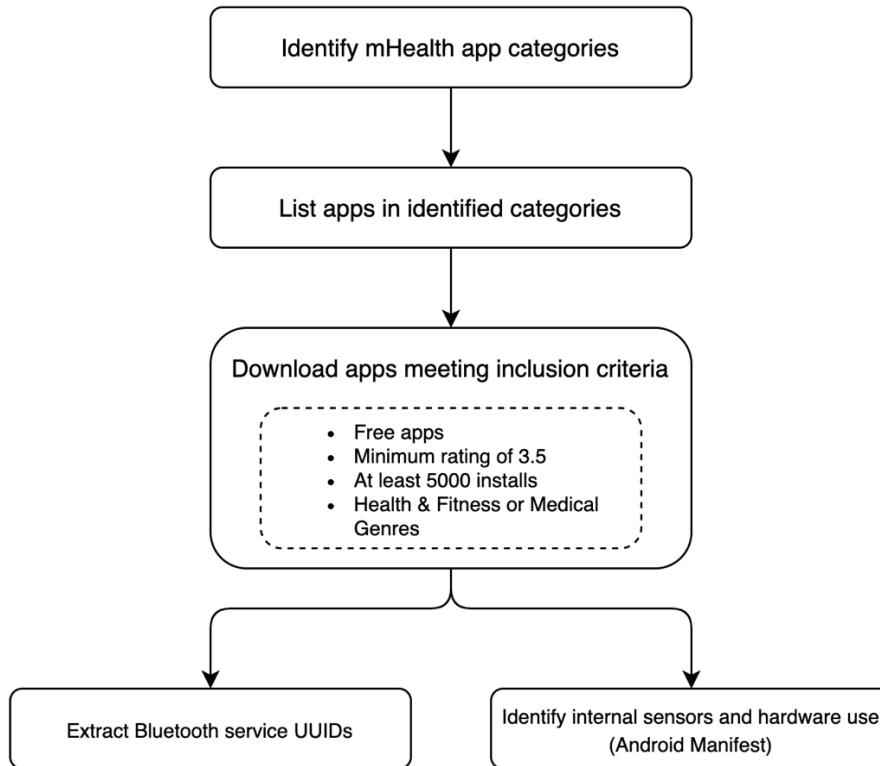 Identify mHealth app categories
List apps in identified categories
Download apps meeting inclusion criteria
• Free apps
• Minimum rating of 3.5
• At least 5000 installs
• Health & Fitness or Medical
Genres
Extract Bluetooth service UUIDs
Identify internal sensors and hardware use
(Android Manifest)